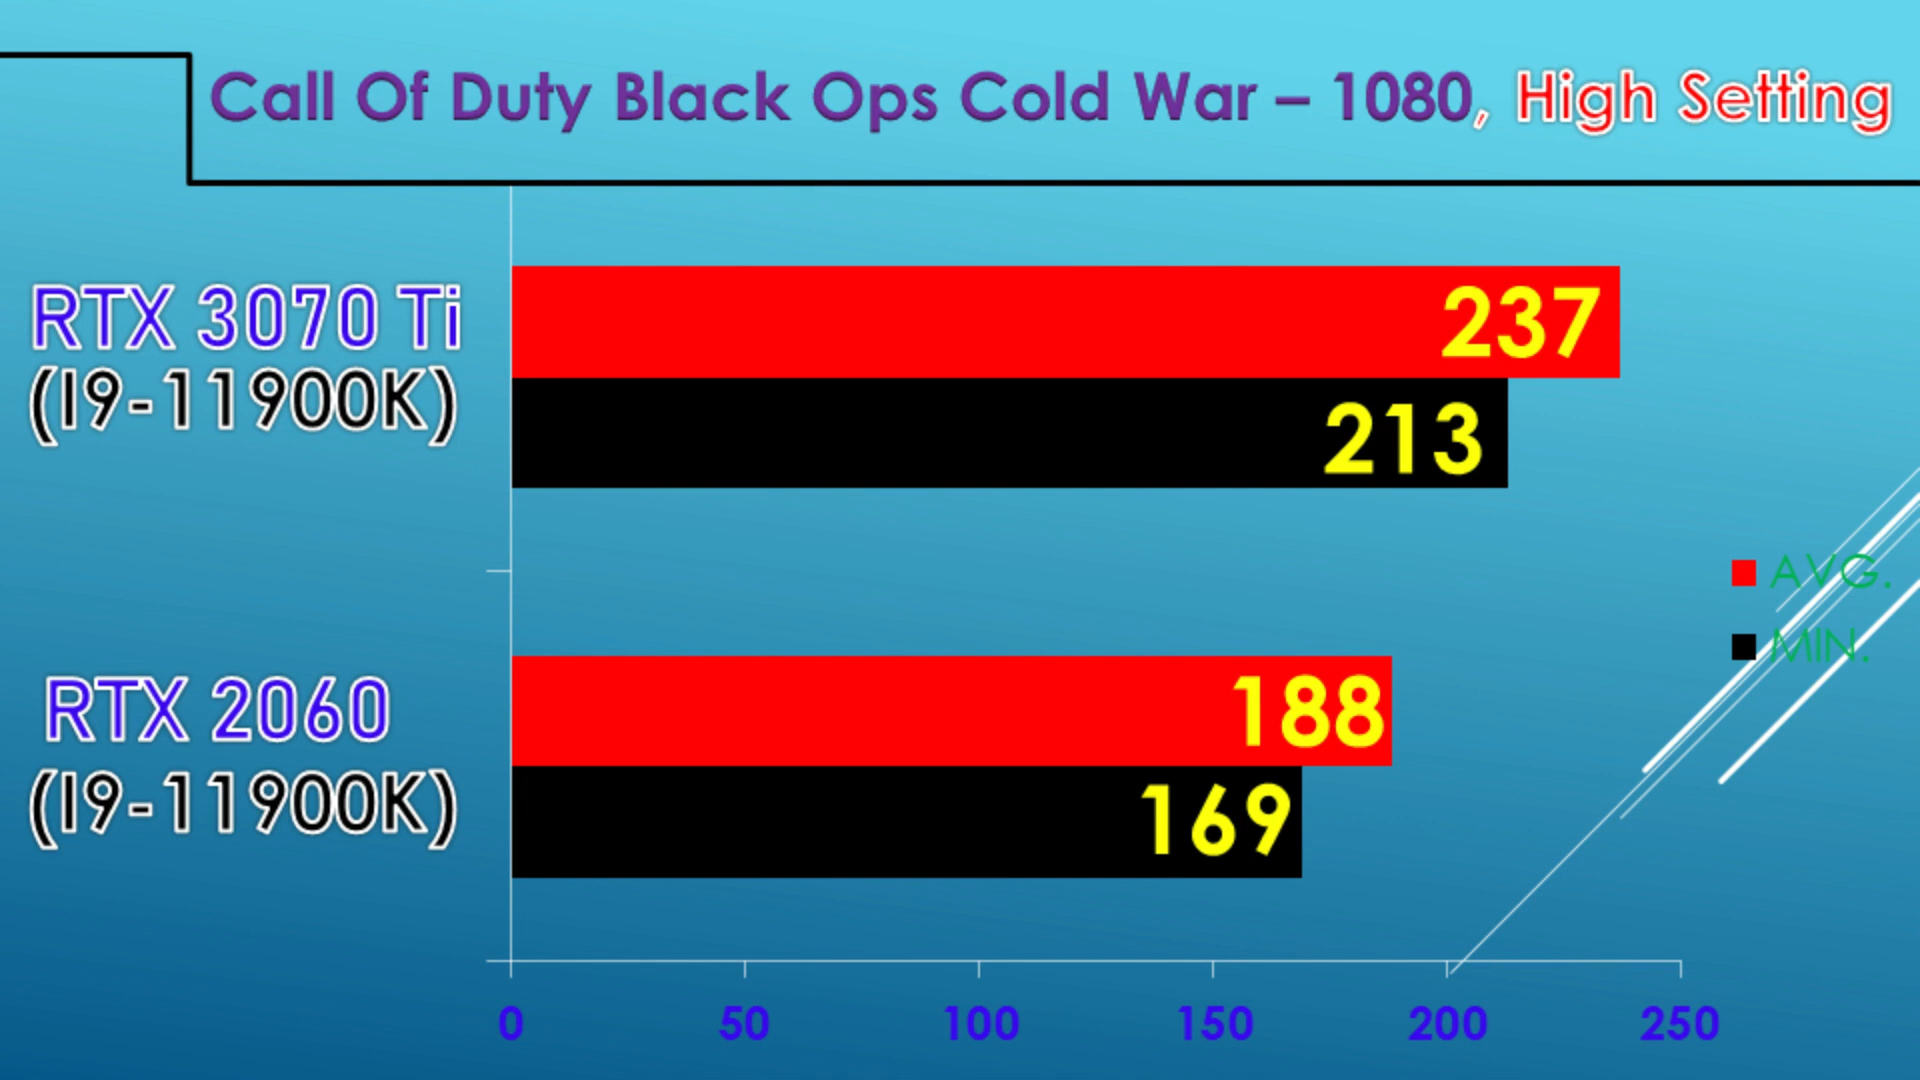 Call Of Duty Black Ops Cold War – 1080, High Setting
RTX 3070 Ti
(I9-11900K)
237
213
AVG.
MIN.
RTX 2060
(I9-11900K)
188
169
0 50 100 150 200 250